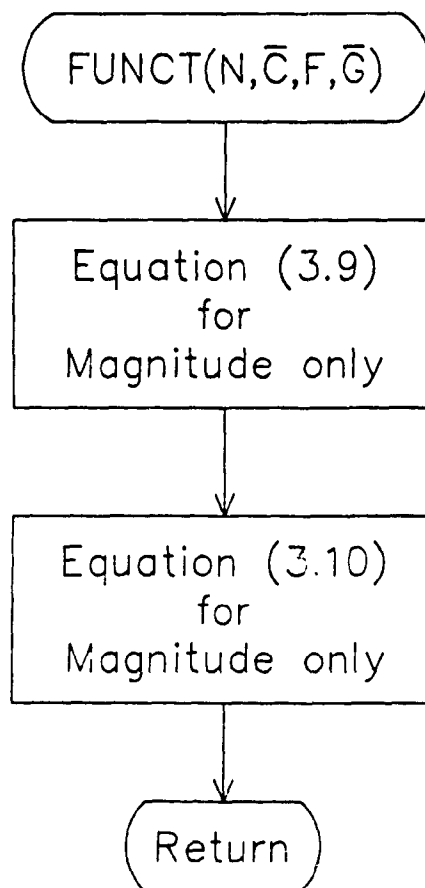 FUNCT(N,C̅,F,G̅)
Equation (3.9)
for
Magnitude only
Equation (3.10)
for
Magnitude only
Return